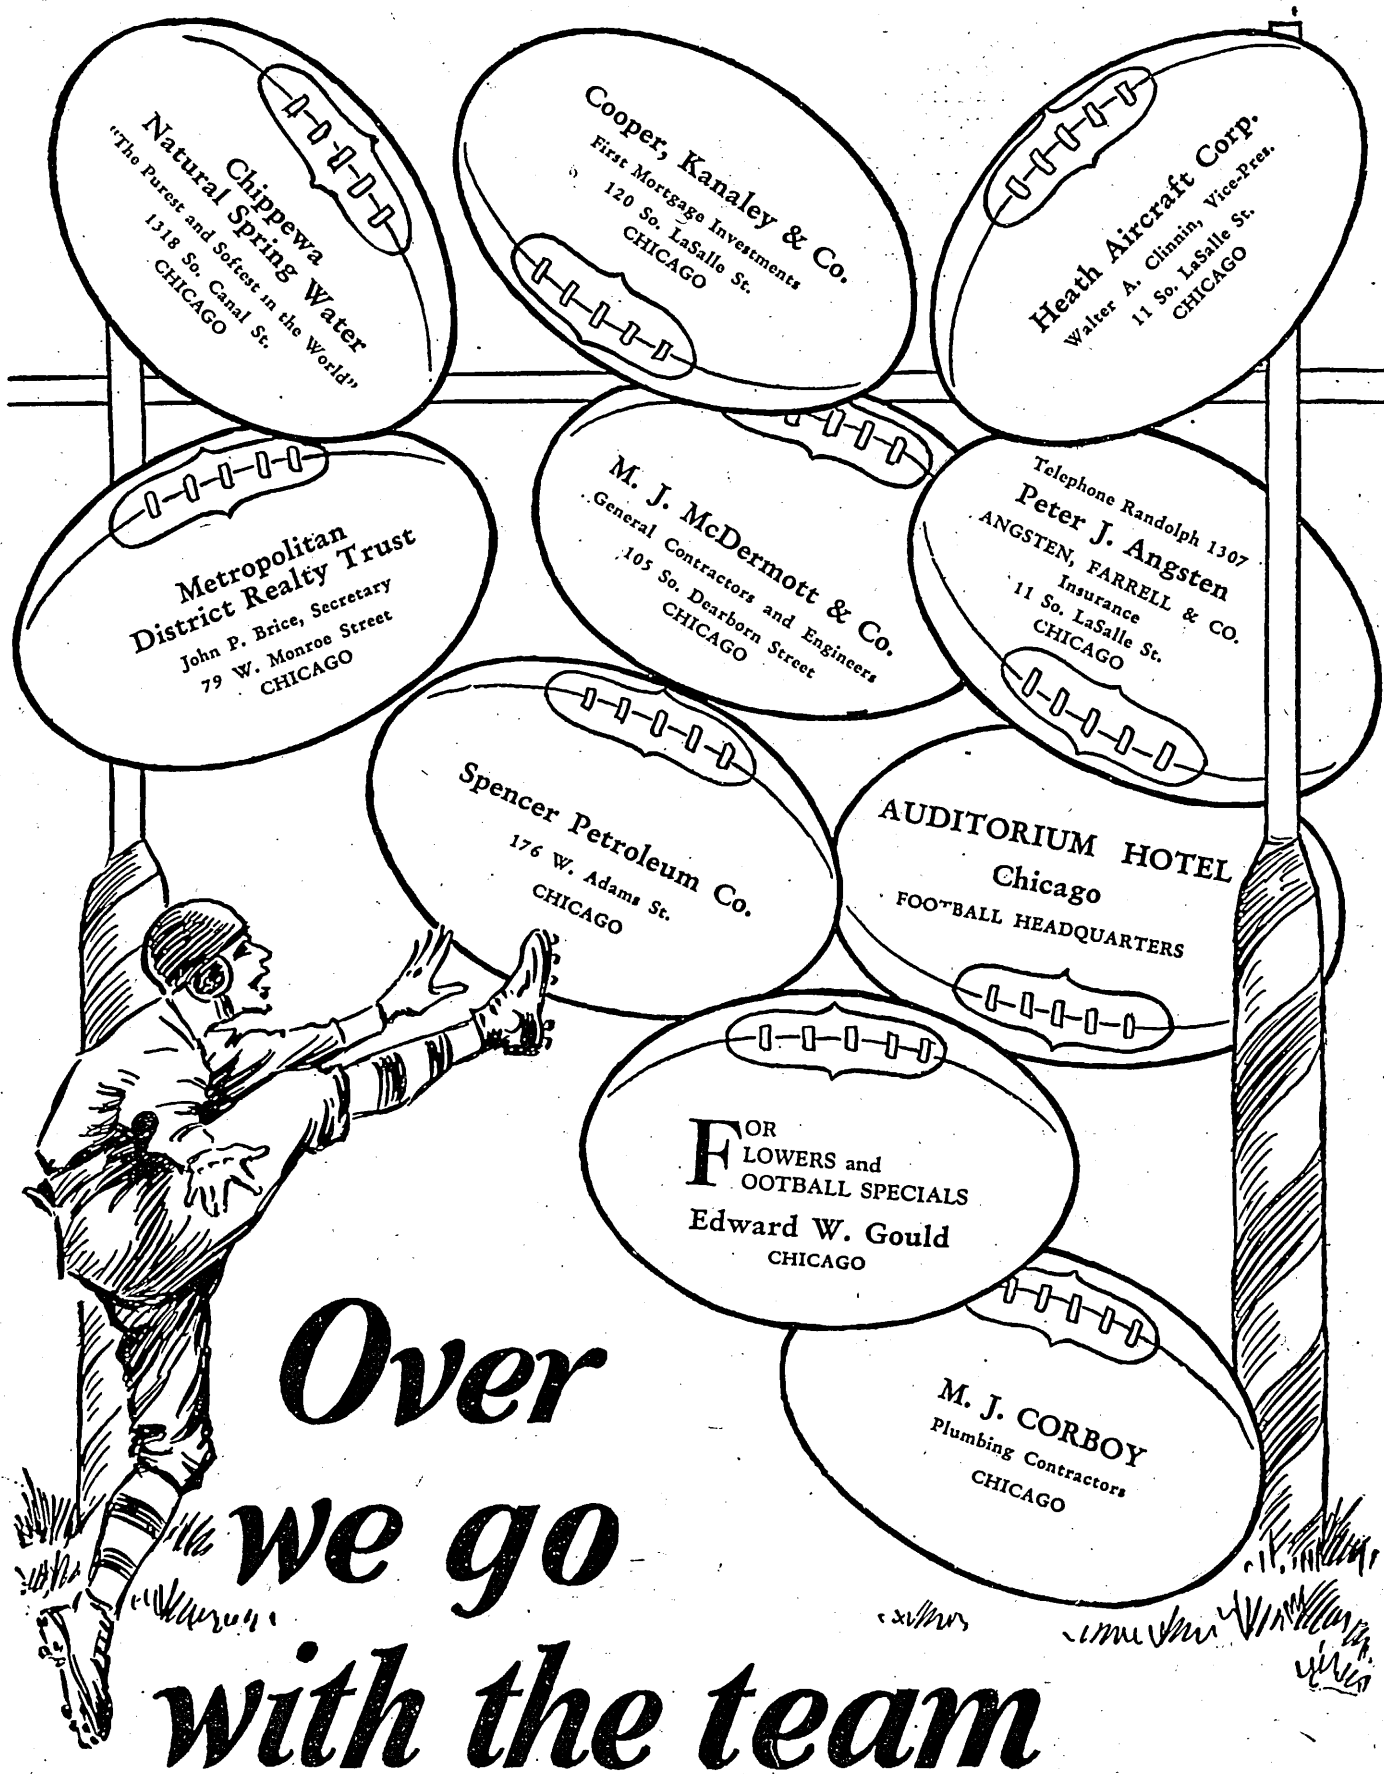 Chippewa
Natural Spring Water
"The Purest and Softest in the World"
1318 So. Canal St.
CHICAGO
Cooper, Kanaley & Co.
First Mortgage Investments
120 So. LaSalle St.
CHICAGO
Heath Aircraft Corp.
Walter A. Clinnin, Vice-Pres.
11 So. LaSalle St.
CHICAGO
Metropolitan
District Realty Trust
John P. Brice, Secretary
79 W. Monroe Street
CHICAGO
M. J. McDermott & Co.
General Contractors and Engineers
105 So. Dearborn Street
CHICAGO
Telephone Randolph 1307
Peter J. Angsten
ANGSTEN, FARRELL & CO.
Insurance
11 So. LaSalle St.
CHICAGO
Spencer Petroleum Co.
176 W. Adams St.
CHICAGO
AUDITORIUM HOTEL
Chicago
FOOTBALL HEADQUARTERS
FOR
FLOWERS and
FOOTBALL SPECIALS
Edward W. Gould
CHICAGO
M. J. CORBOY
Plumbing Contractors
CHICAGO
Over
we go
with the team